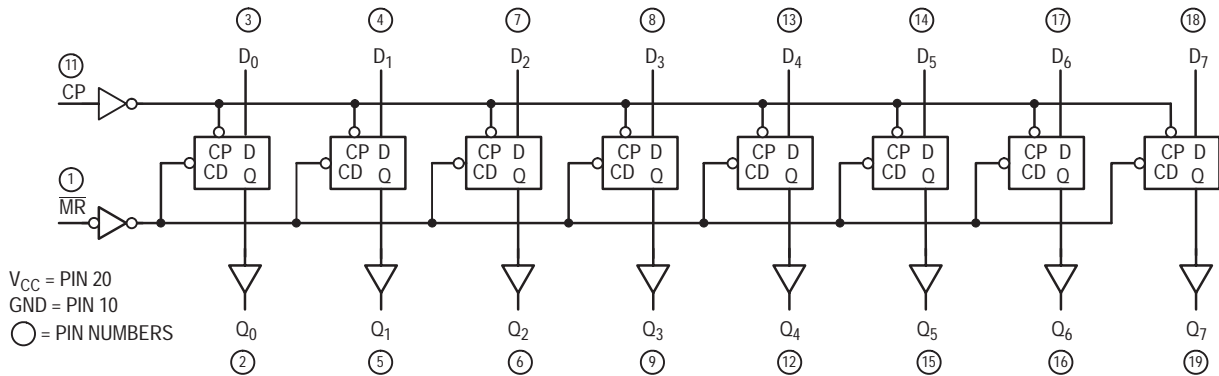 3 4 7 8 13 14 17 18
D0 D1 D2 D3 D4 D5 D6 D7
11
CP
CP D CP D CP D CP D CP D CP D CP D CP D
CD Q CD Q CD Q CD Q CD Q CD Q CD Q CD Q
1
M̅R̅
VCC = PIN 20
GND = PIN 10
= PIN NUMBERS
Q0 Q1 Q2 Q3 Q4 Q5 Q6 Q7
2 5 6 9 12 15 16 19